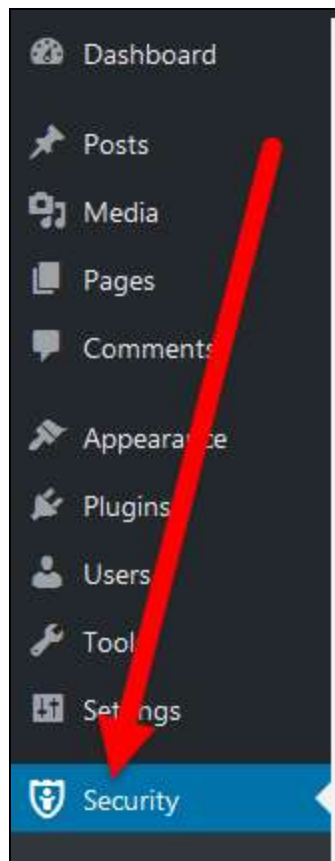 Dashboard
Posts
Media
Pages
Comments
Appearance
Plugins
Users
Tools
Settings
Security